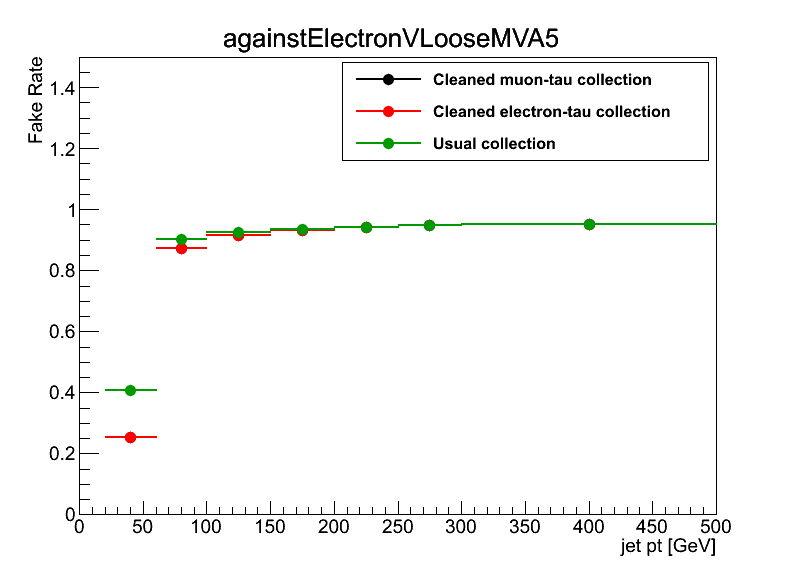 againstElectronVLooseMVA5
Fake Rate
Cleaned muon-tau collection
Cleaned electron-tau collection
Usual collection
1.4
1.2
1
0.8
0.6
0.4
0.2
0
0 50 100 150 200 250 300 350 400 450 500
jet pt [GeV]